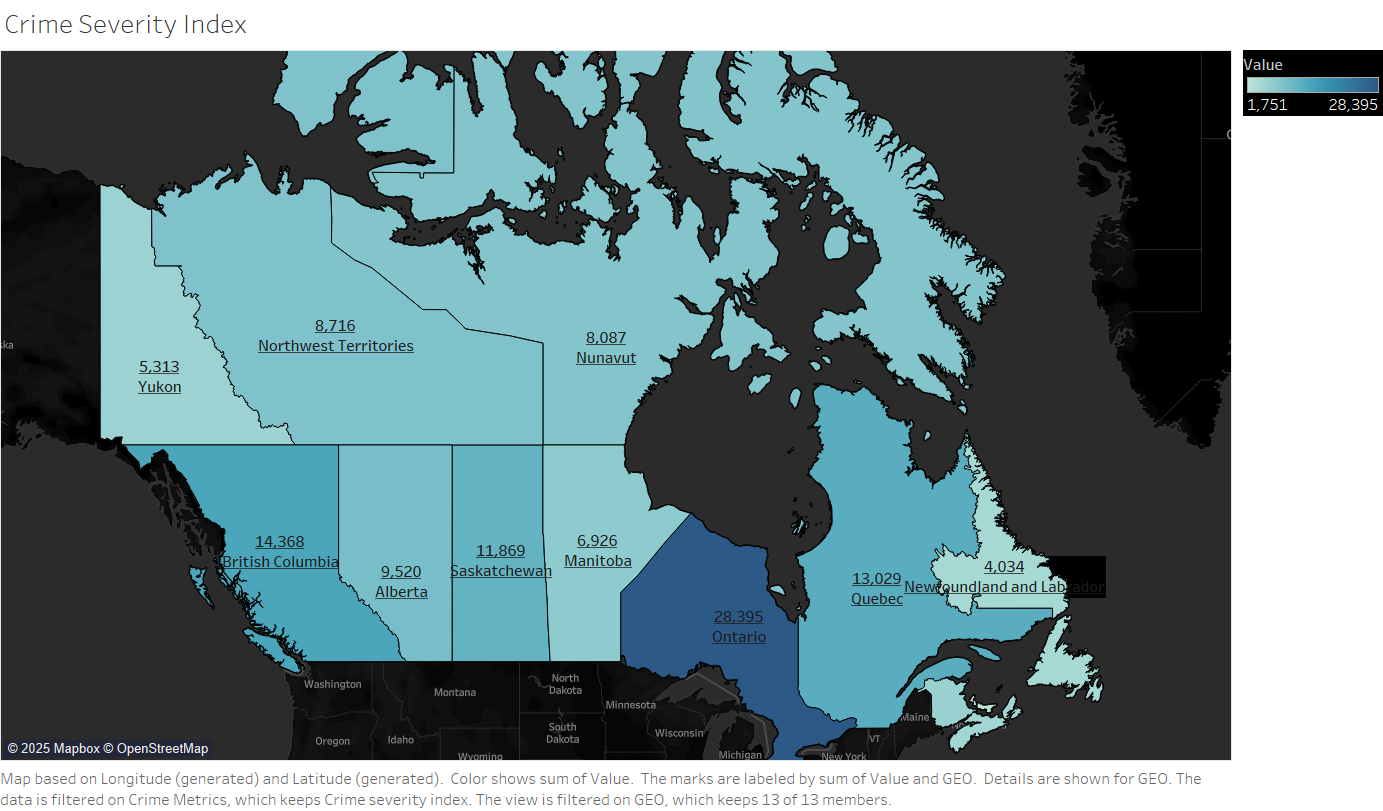 Crime Severity Index
Value
1,751 28,395
8,716
Northwest Territories
8,087
Nunavut
5,313
Yukon
ska
14,368
British Columbia
9,520
Alberta
11,869
Saskatchewan
6,926
Manitoba
28,395
Ontario
13,029
Quebec
4,034
Newfoundland and Labrador
Washington
Montana
North
Dakota
Minnesota
Oregon
Idaho
South
Dakota
Wisconsin
Wyoming
Michigan
New York
VT
Maine
© 2025 Mapbox © OpenStreetMap
Map based on Longitude (generated) and Latitude (generated).  Color shows sum of Value.  The marks are labeled by sum of Value and GEO.  Details are shown for GEO. The
data is filtered on Crime Metrics, which keeps Crime severity index. The view is filtered on GEO, which keeps 13 of 13 members.